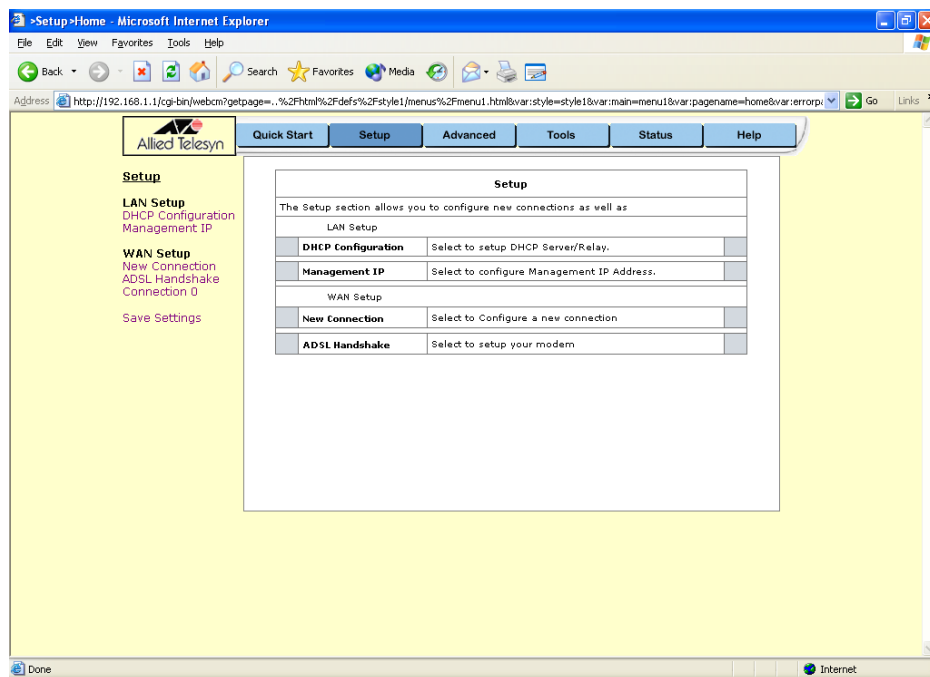 >Setup>Home - Microsoft Internet Explorer
File Edit View Favorites Tools Help
Back Search Favorites Media
Address http://192.168.1.1/cgi-bin/webcm?getpage=..%2Fhtml%2Fdefs%2Fstyle1/menus%2Fmenu1.html&var:style=style1&var:main=menu1&var:pagename=home&var:errorpa Go Links
Allied Telesyn
Quick Start Setup Advanced Tools Status Help
Setup
LAN Setup
DHCP Configuration
Management IP
WAN Setup
New Connection
ADSL Handshake
Connection 0
Save Settings
Setup
The Setup section allows you to configure new connections as well as
LAN Setup
DHCP Configuration Select to setup DHCP Server/Relay.
Management IP Select to configure Management IP Address.
WAN Setup
New Connection Select to Configure a new connection
ADSL Handshake Select to setup your modem
Done Internet